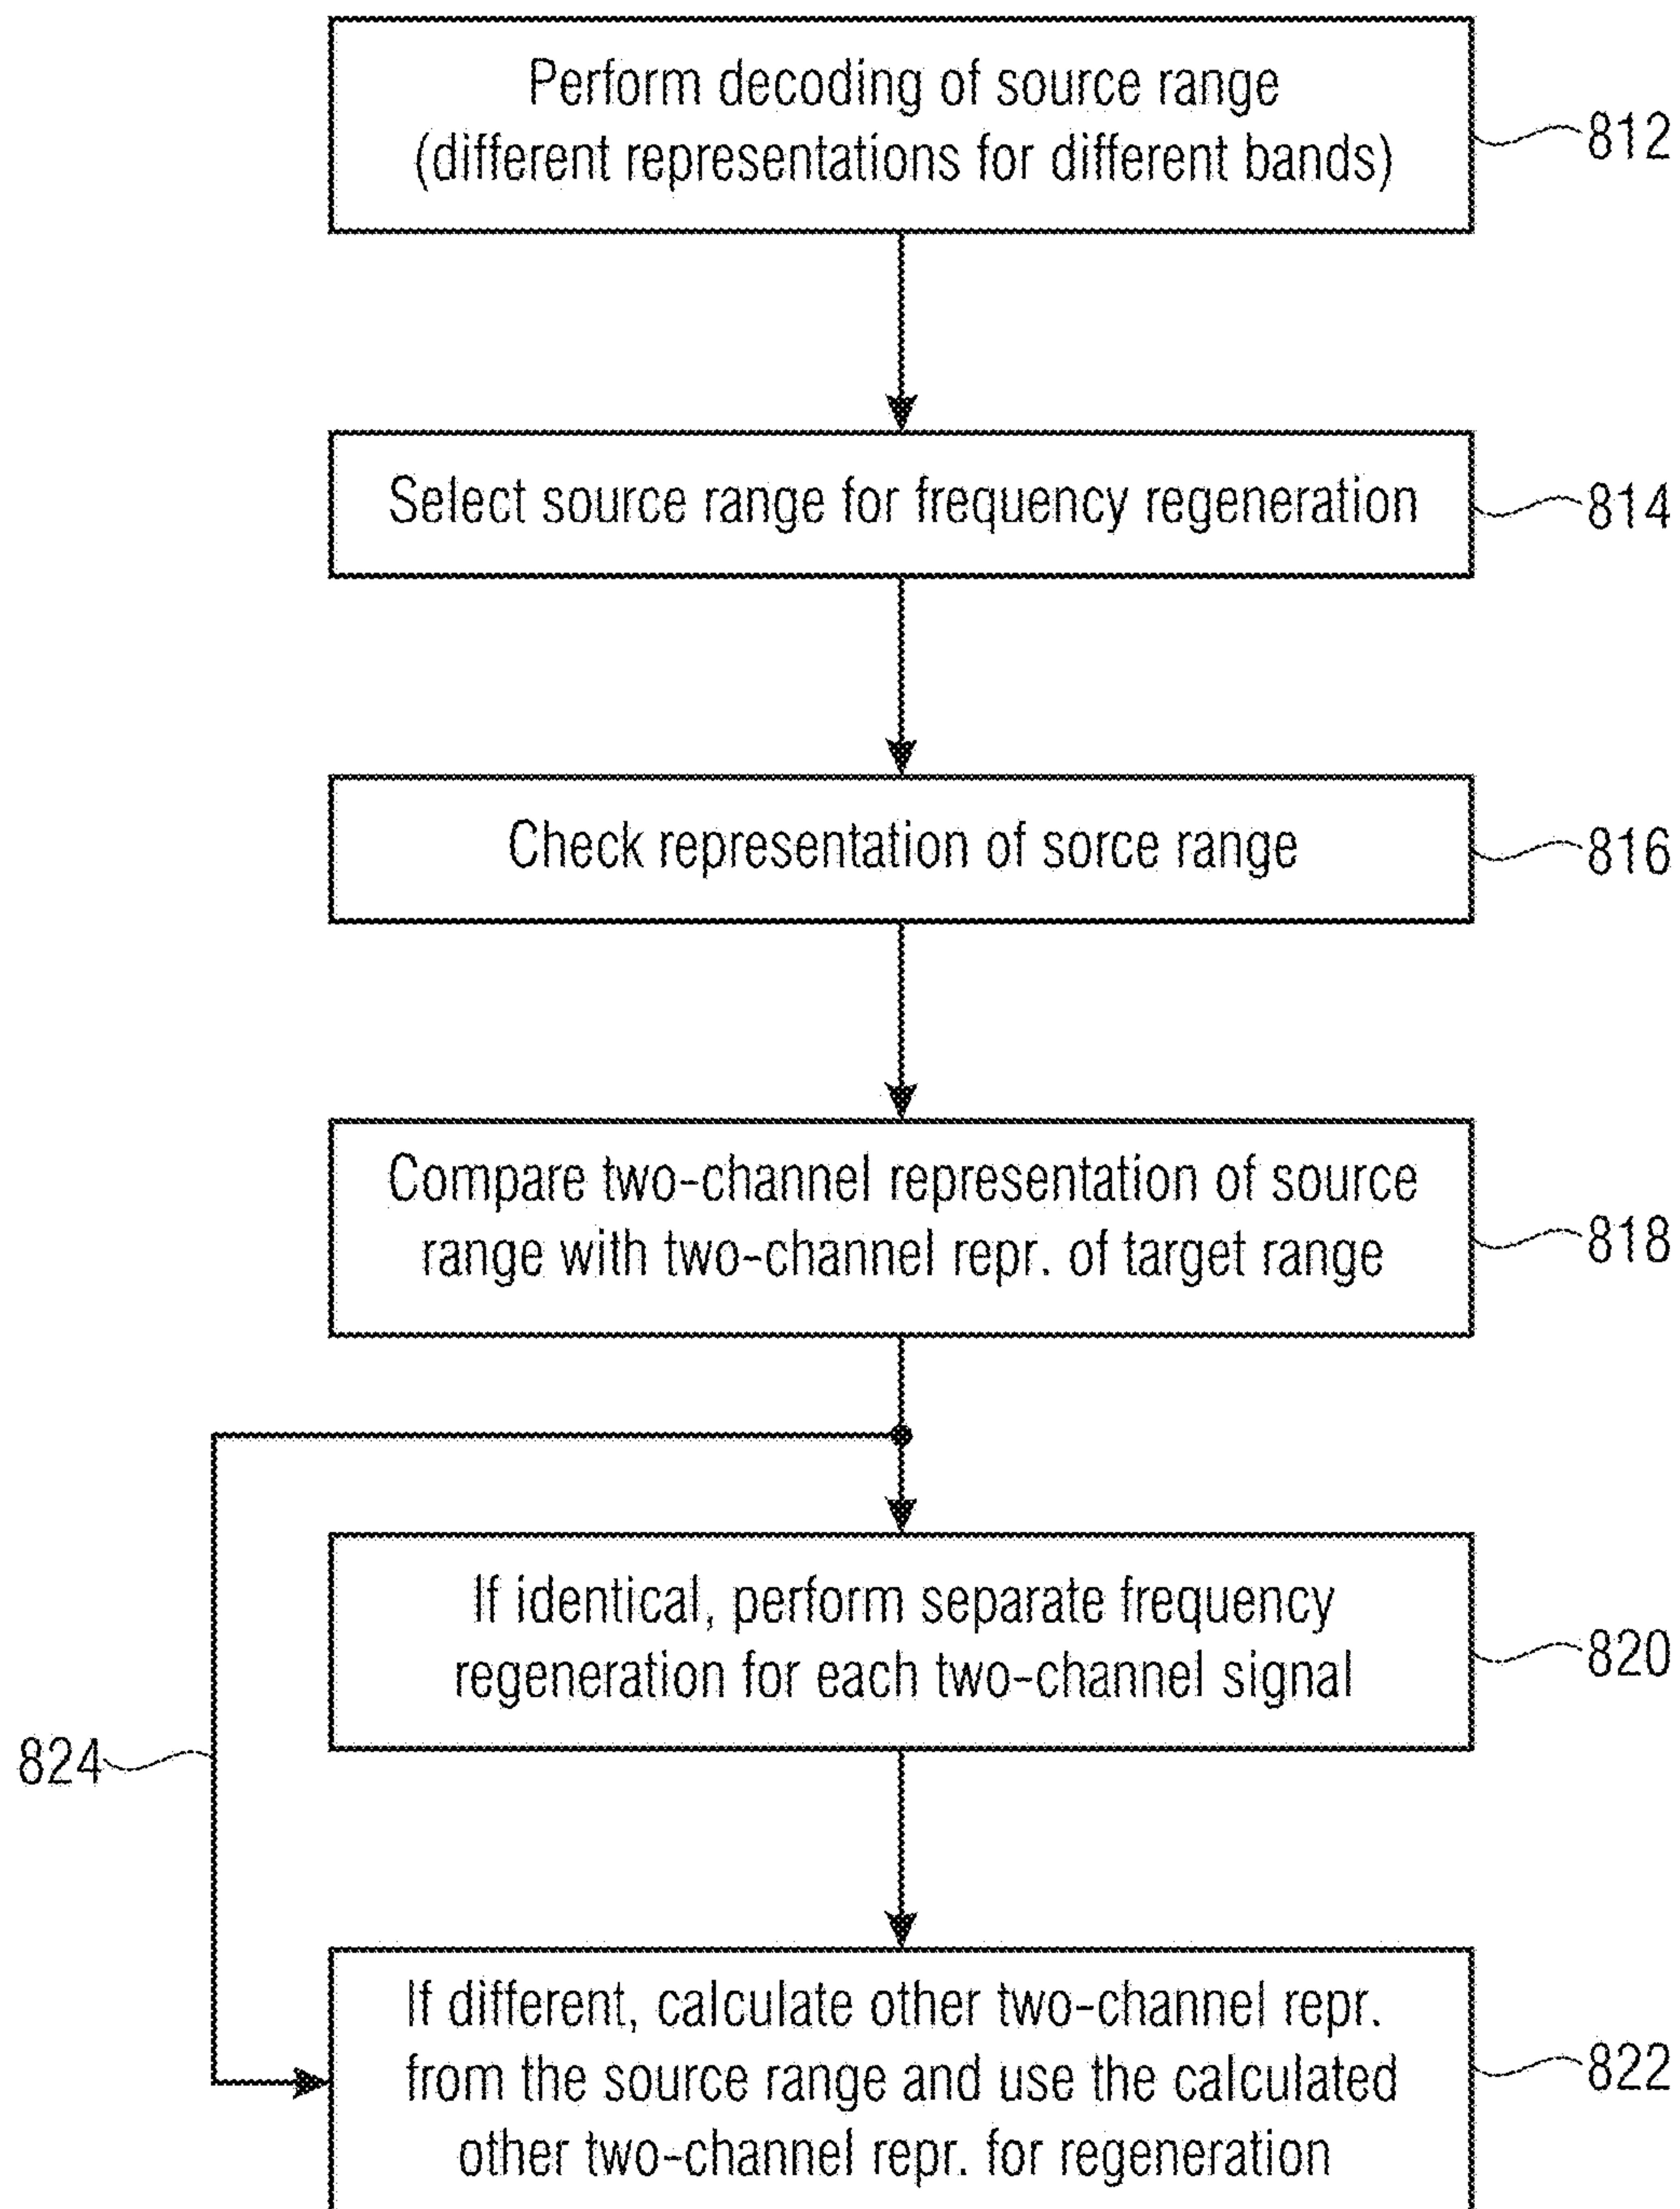 Perform decoding of source range
(different representations for different bands)
812
Select source range for frequency regeneration
814
Check representation of sorce range
816
Compare two-channel representation of source
range with two-channel repr. of target range
818
If identical, perform separate frequency
regeneration for each two-channel signal
820
824
If different, calculate other two-channel repr.
from the source range and use the calculated
other two-channel repr. for regeneration
822